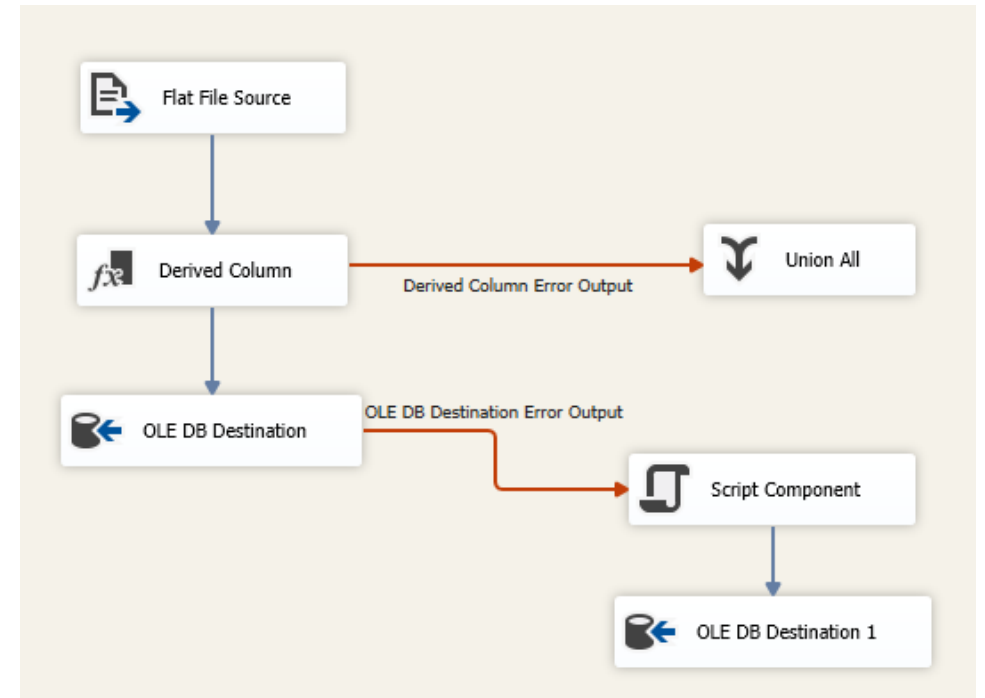 Flat File Source
Derived Column
Union All
Derived Column Error Output
OLE DB Destination
OLE DB Destination Error Output
Script Component
OLE DB Destination 1